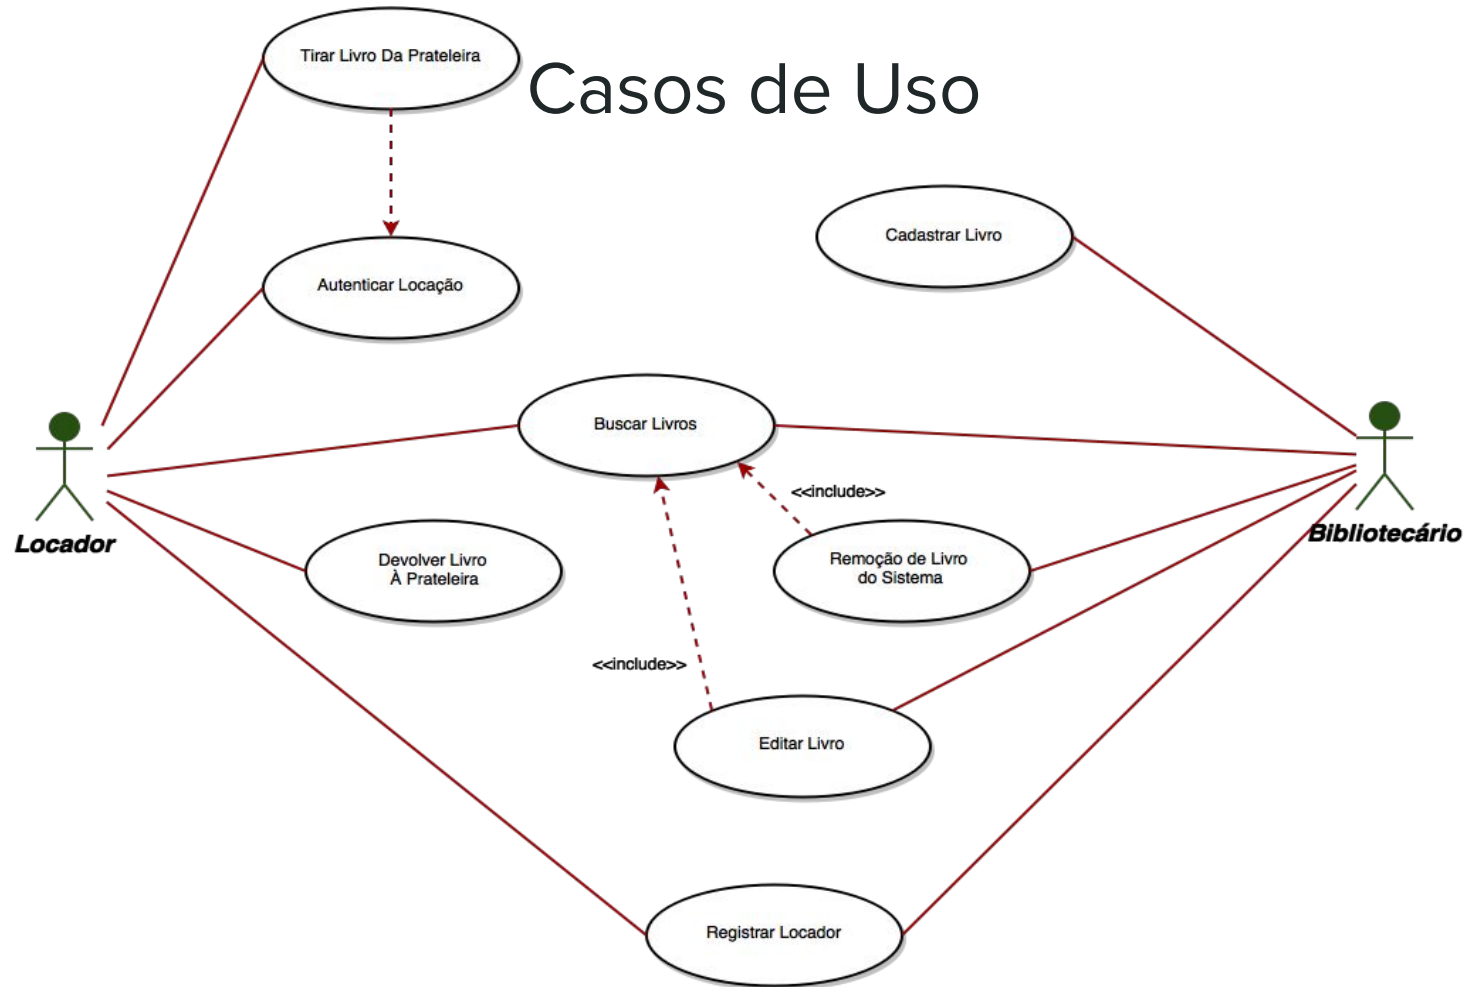 Tirar Livro Da Prateleira
Casos de Uso
Cadastrar Livro
Autenticar Locação
Buscar Livros
<<include>>
Locador
Bibliotecário
Devolver Livro
À Prateleira
Remoção de Livro
do Sistema
<<include>>
Editar Livro
Registrar Locador